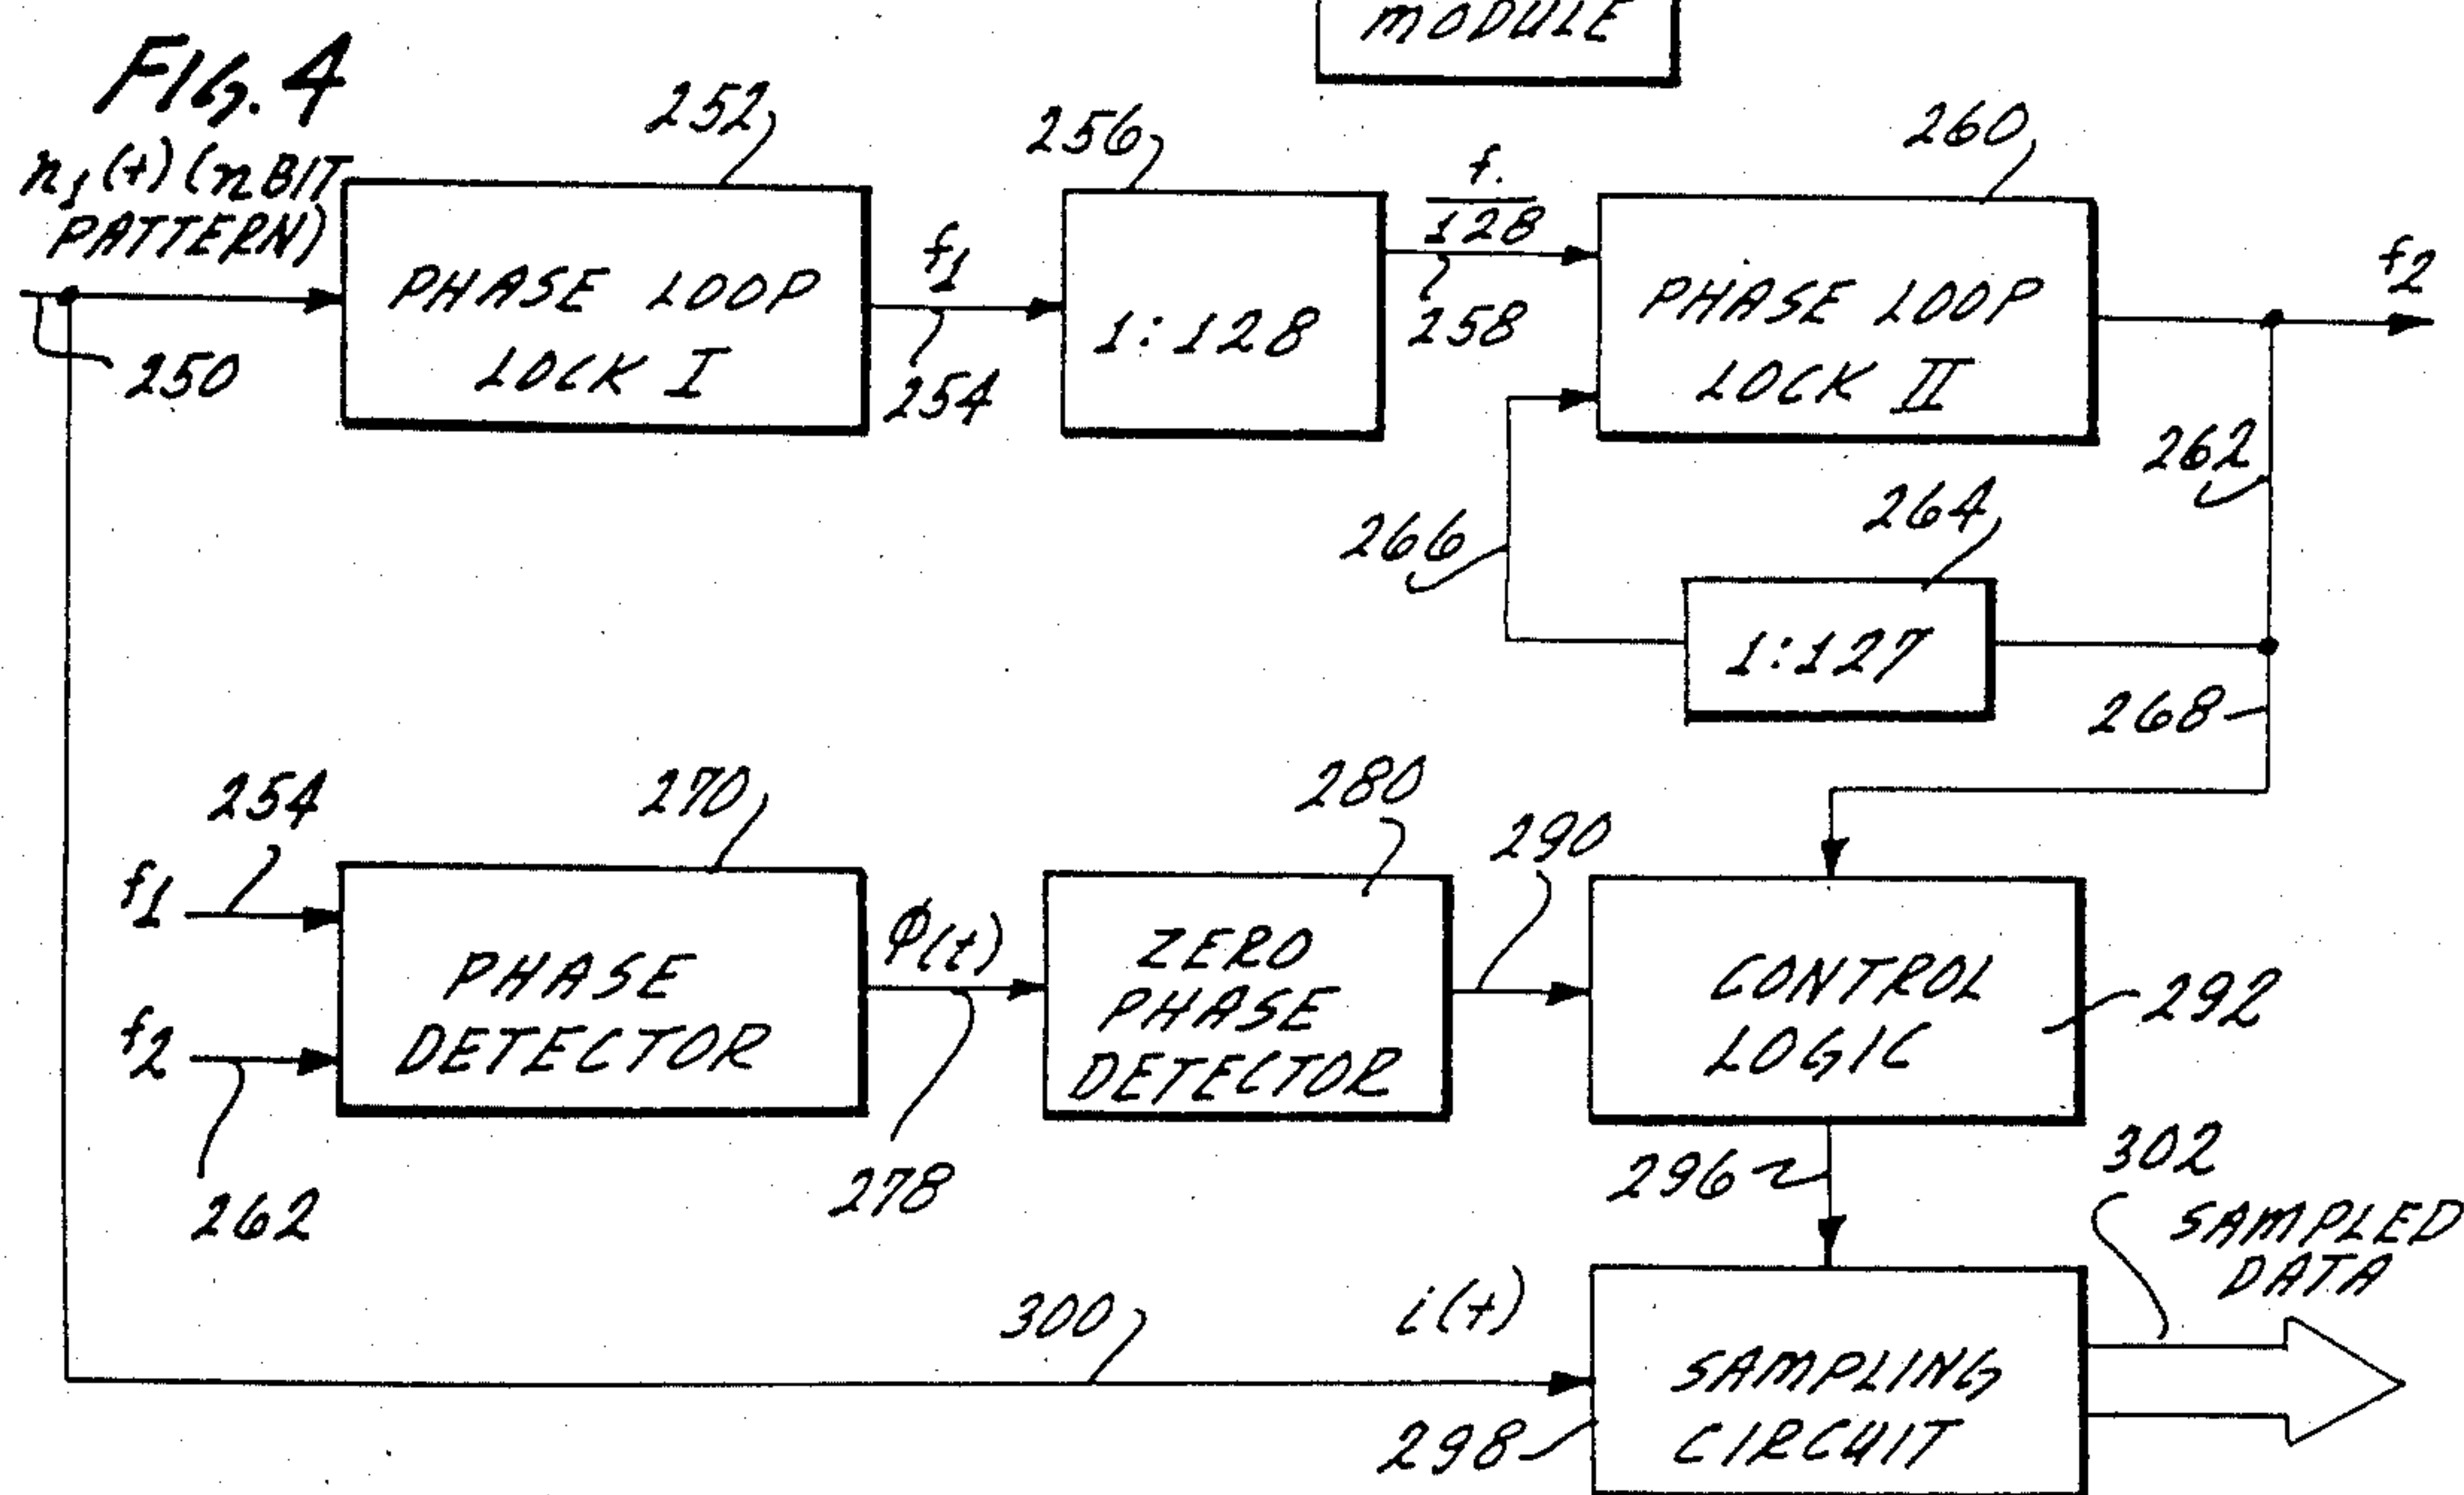 MODULE
FIG. 4
252
256
260
n1(t) (n BIT
PATTERN)
f.
128
f1
f2
PHASE LOOP
LOCK I
1:128
PHASE LOOP
LOCK II
250
254
258
262
266
264
1:127
268
254
270
280
290
f1
f2
PHASE
DETECTOR
φ(t)
ZERO
PHASE
DETECTOR
CONTROL
LOGIC
292
262
278
296
302
SAMPLED
DATA
300
i(t)
SAMPLING
CIRCUIT
298